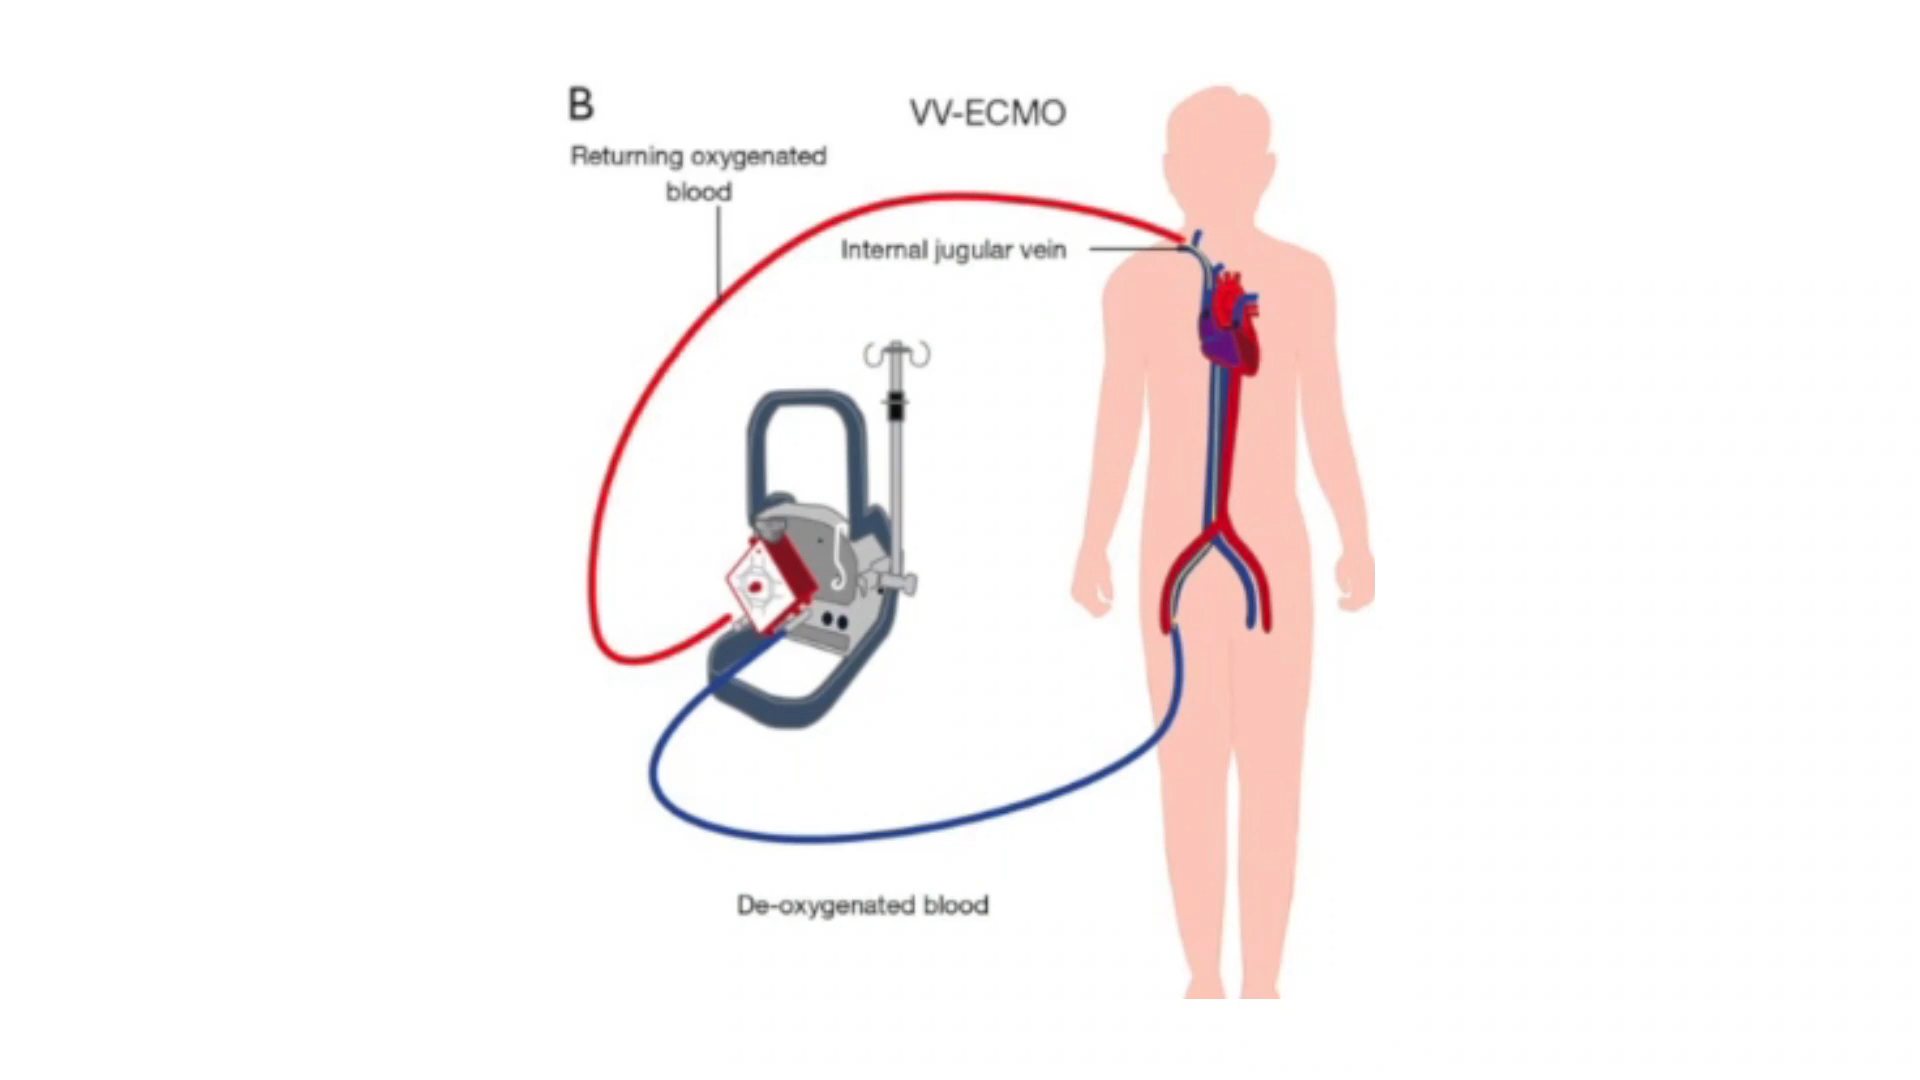 B
VV-ECMO
Returning oxygenated
blood
Internal jugular vein
De-oxygenated blood